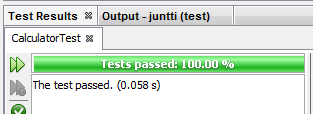 Test Results Output - juntti (test)
CalculatorTest
Tests passed: 100.00 %
The test passed. (0.058 s)